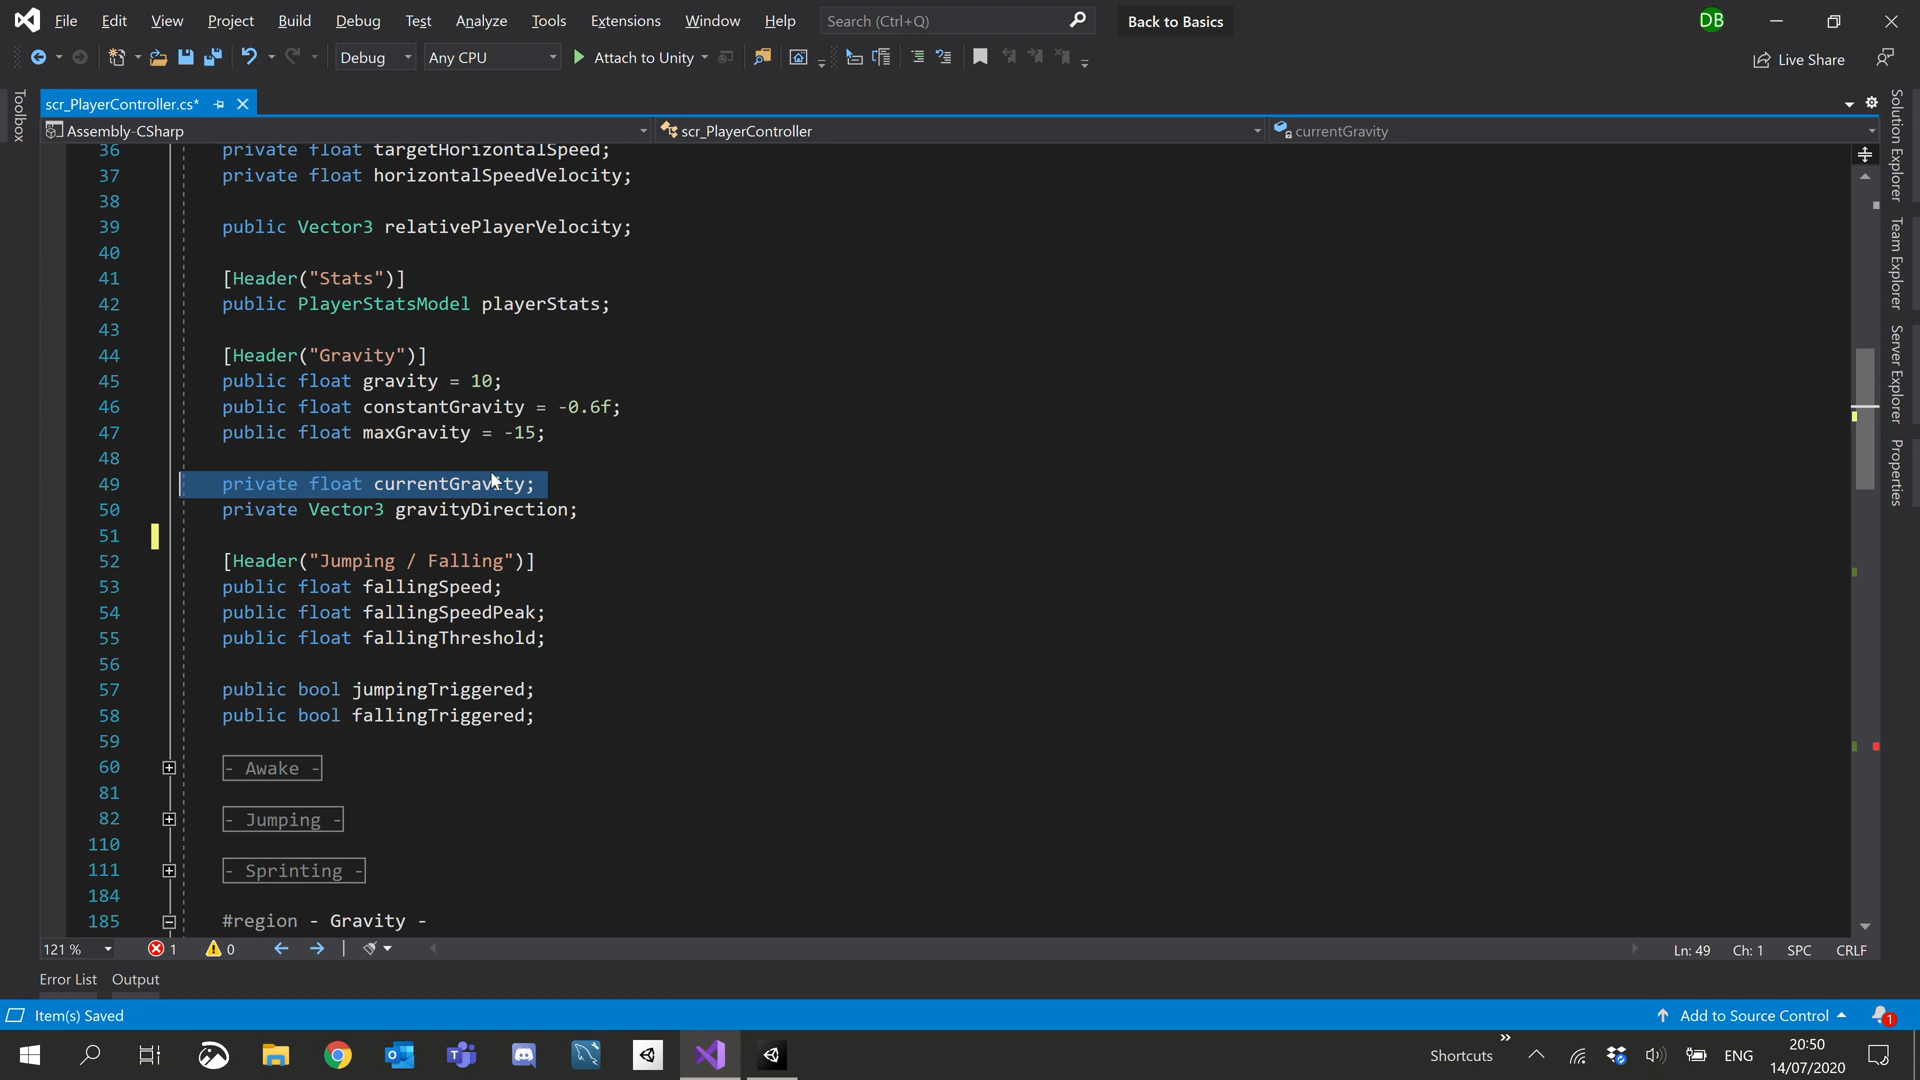 File Edit View Project Build Debug Test Analyze Tools Extensions Window Help Search (Ctrl+Q) Back to Basics DB
Debug Any CPU Attach to Unity Live Share
Toolbox
scr_PlayerController.cs*
Assembly-CSharp scr_PlayerController currentGravity
36 private float targetHorizontalSpeed;
37 private float horizontalSpeedVelocity;
38
39 public Vector3 relativePlayerVelocity;
40
41 [Header("Stats")]
42 public PlayerStatsModel playerStats;
43
44 [Header("Gravity")]
45 public float gravity = 10;
46 public float constantGravity = -0.6f;
47 public float maxGravity = -15;
48
49 private float currentGravity;
50 private Vector3 gravityDirection;
51
52 [Header("Jumping / Falling")]
53 public float fallingSpeed;
54 public float fallingSpeedPeak;
55 public float fallingThreshold;
56
57 public bool jumpingTriggered;
58 public bool fallingTriggered;
59
60 - Awake -
81
82 - Jumping -
110
111 - Sprinting -
184
185 #region - Gravity -
Solution Explorer
Team Explorer
Server Explorer
Properties
121 % 1 0 Ln: 49 Ch: 1 SPC CRLF
Error List Output
Item(s) Saved Add to Source Control 1
Shortcuts » ENG 20:50
14/07/2020